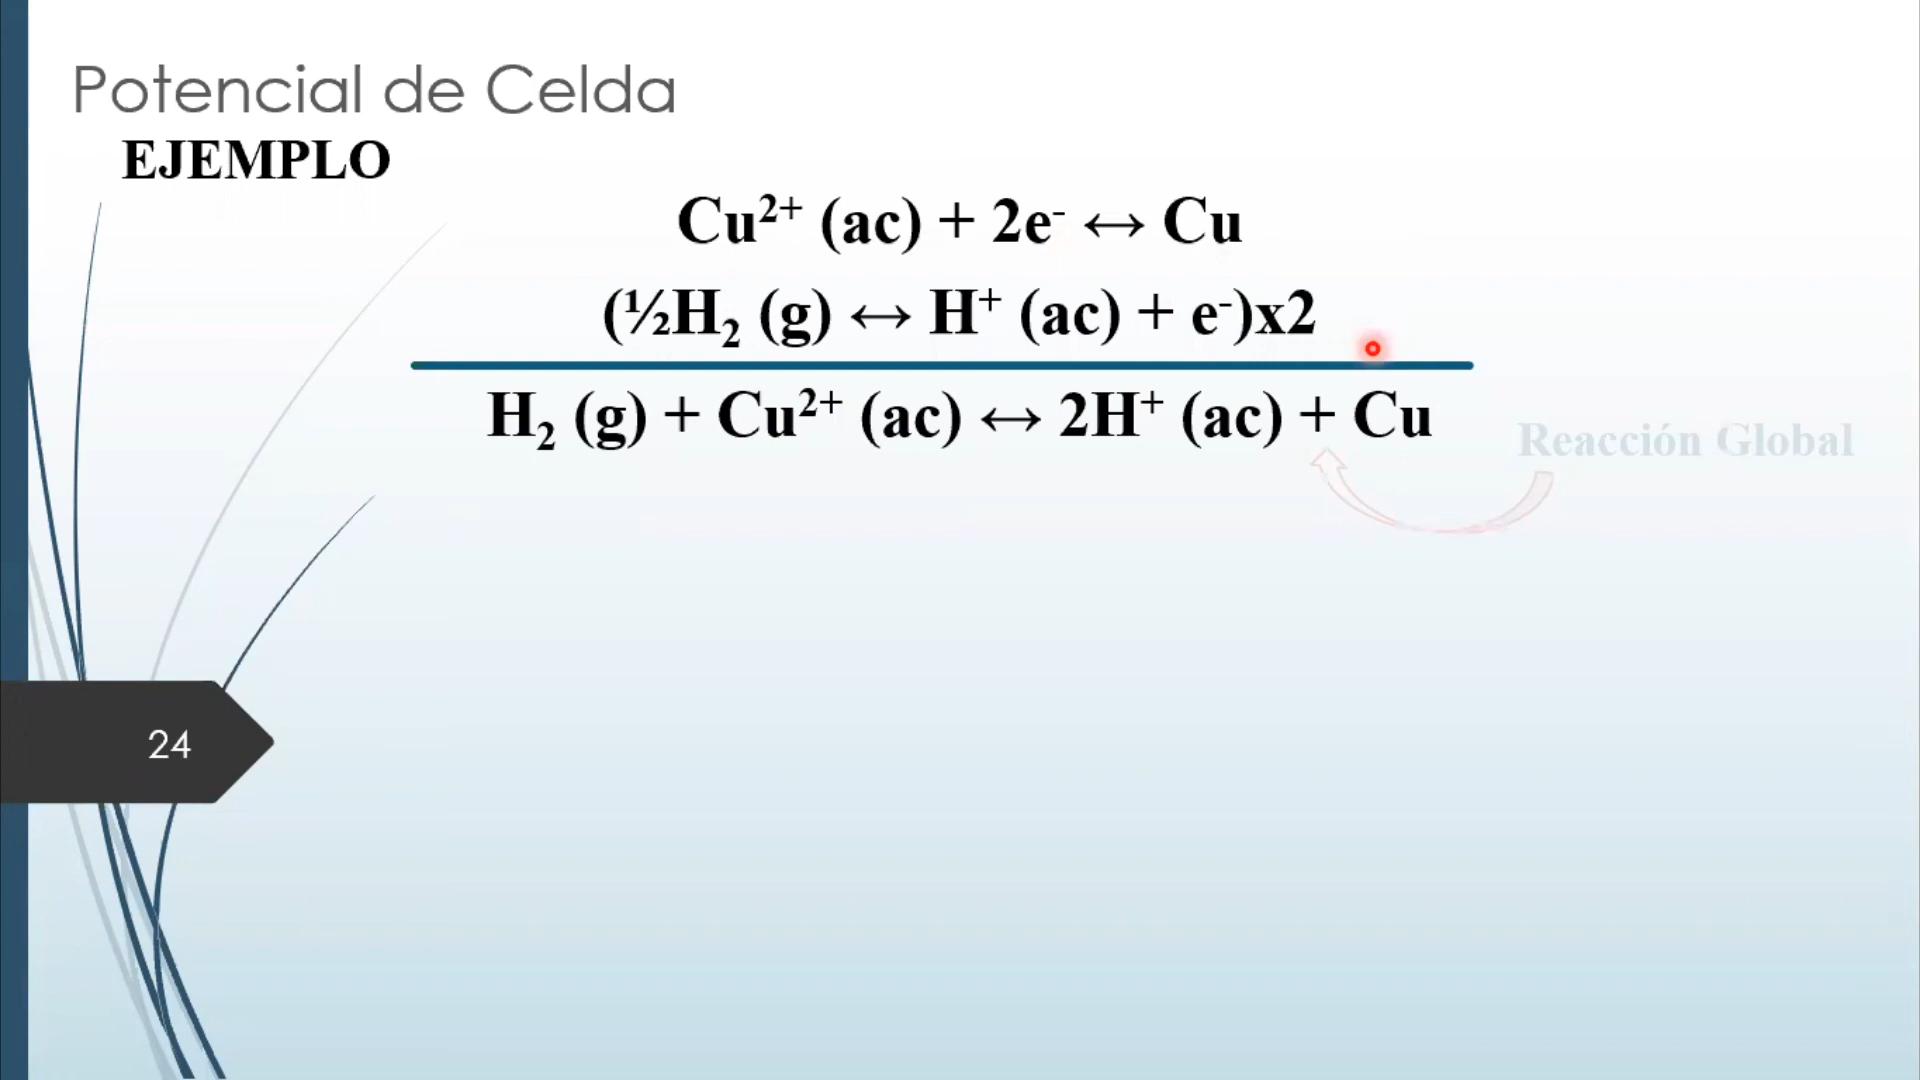 Potencial de Celda
EJEMPLO
Cu²⁺ (ac) + 2e⁻ ↔ Cu
(½H₂ (g) ↔ H⁺ (ac) + e⁻)x2
H₂ (g) + Cu²⁺ (ac) ↔ 2H⁺ (ac) + Cu
Reacción Global
24